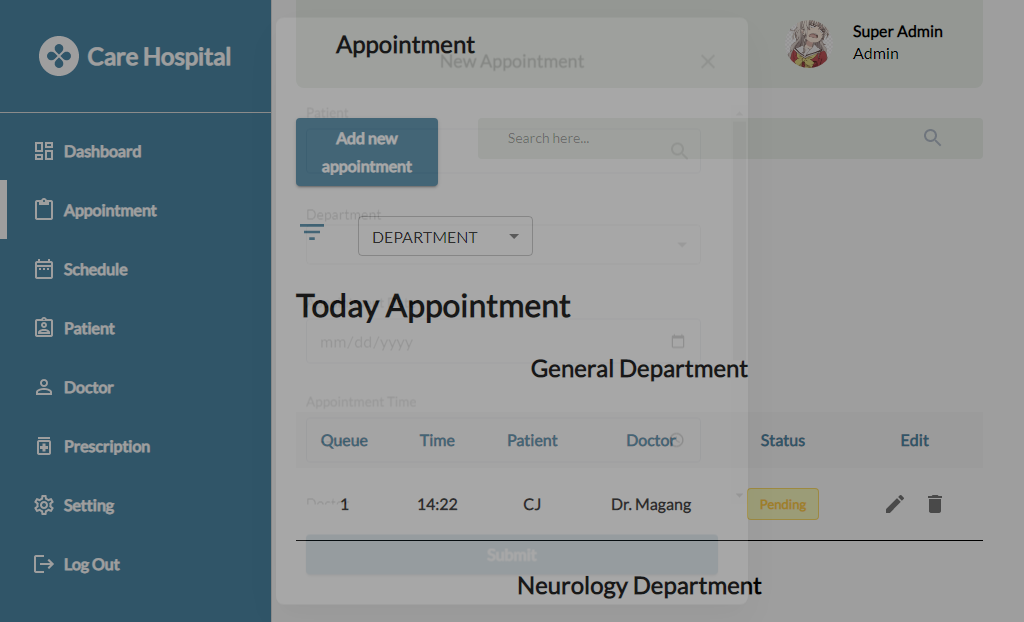 Care Hospital
Dashboard
Appointment
Schedule
Patient
Doctor
Prescription
Setting
Log Out
Appointment
Super Admin
Admin
New Appointment
Patient
Add new
appointment
Search here...
Department
DEPARTMENT
Today Appointment
mm/dd/yyyy
General Department
Appointment Time
Queue Time Patient Doctor Status Edit
1 14:22 CJ Dr. Magang Pending
Submit
Neurology Department